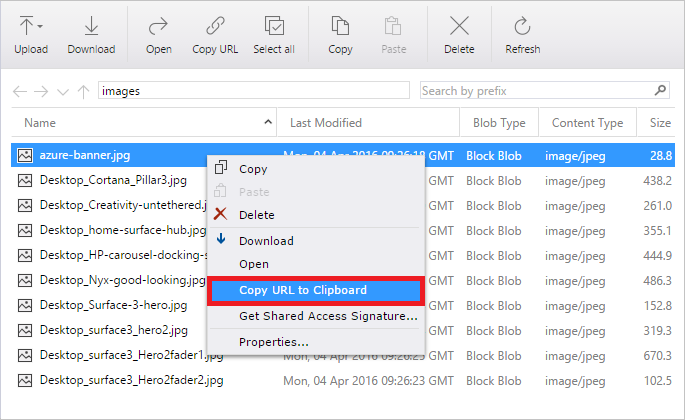 Upload Download Open Copy URL Select all Copy Paste Delete Refresh
images Search by prefix
Name Last Modified Blob Type Content Type Size
azure-banner.jpg Mon, 04 Apr 2016 09:26:18 GMT Block Blob image/jpeg 28.8
Copy
Desktop_Cortana_Pillar3.jpg GMT Block Blob image/jpeg 438.2
Paste
Desktop_Creativity-untethered.j GMT Block Blob image/jpeg 261.0
Delete
Desktop_home-surface-hub.jpg GMT Block Blob image/jpeg 355.1
Download
Desktop_HP-carousel-docking-s GMT Block Blob image/jpeg 444.9
Open
Desktop_Nyx-good-looking.jpg GMT Block Blob image/jpeg 486.3
Copy URL to Clipboard
Desktop_Surface-3-hero.jpg GMT Block Blob image/jpeg 152.8
Get Shared Access Signature...
Desktop_surface3_hero2.jpg GMT Block Blob image/jpeg 319.3
Properties...
Desktop_surface3_Hero2fader1.jpg Mon, 04 Apr 2016 09:26:23 GMT Block Blob image/jpeg 670.3
Desktop_surface3_Hero2fader2.jpg Mon, 04 Apr 2016 09:26:23 GMT Block Blob image/jpeg 102.5